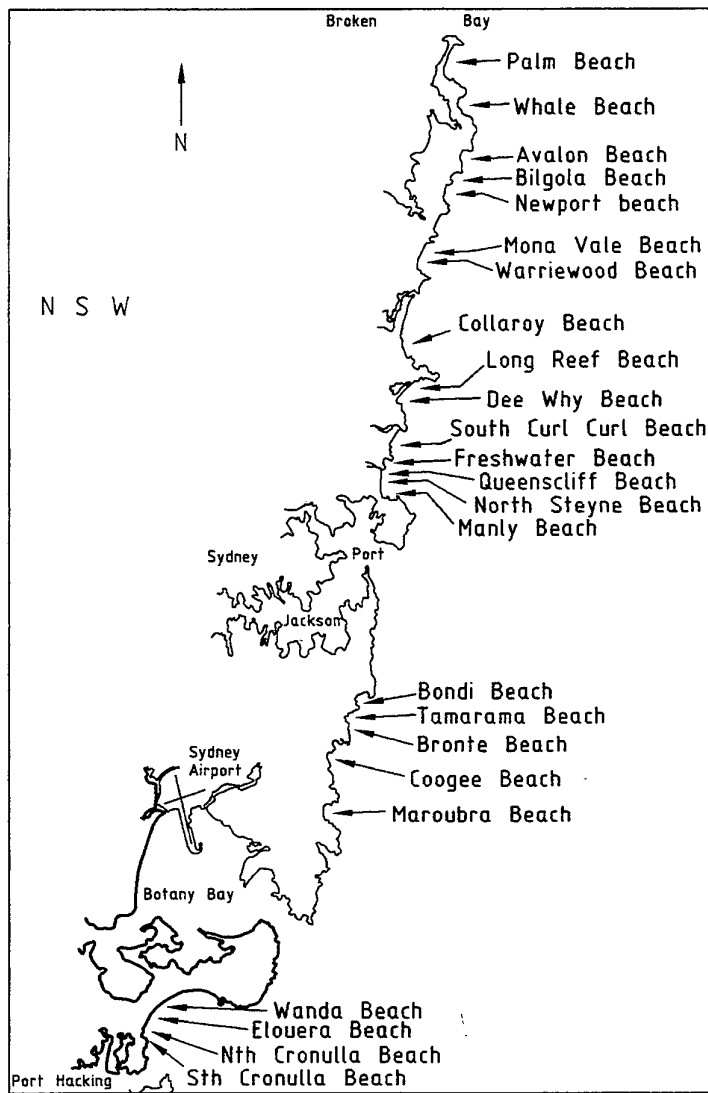 Broken Bay
Palm Beach
N
Whale Beach
Avalon Beach
Bilgola Beach
Newport beach
Mona Vale Beach
Warriewood Beach
N S W
Collaroy Beach
Long Reef Beach
Dee Why Beach
South Curl Curl Beach
Freshwater Beach
Queenscliff Beach
North Steyne Beach
Manly Beach
Sydney
Port
Jackson
Bondi Beach
Tamarama Beach
Bronte Beach
Sydney
Airport
Coogee Beach
Maroubra Beach
Botany Bay
Wanda Beach
Elouera Beach
Nth Cronulla Beach
Sth Cronulla Beach
Port Hacking